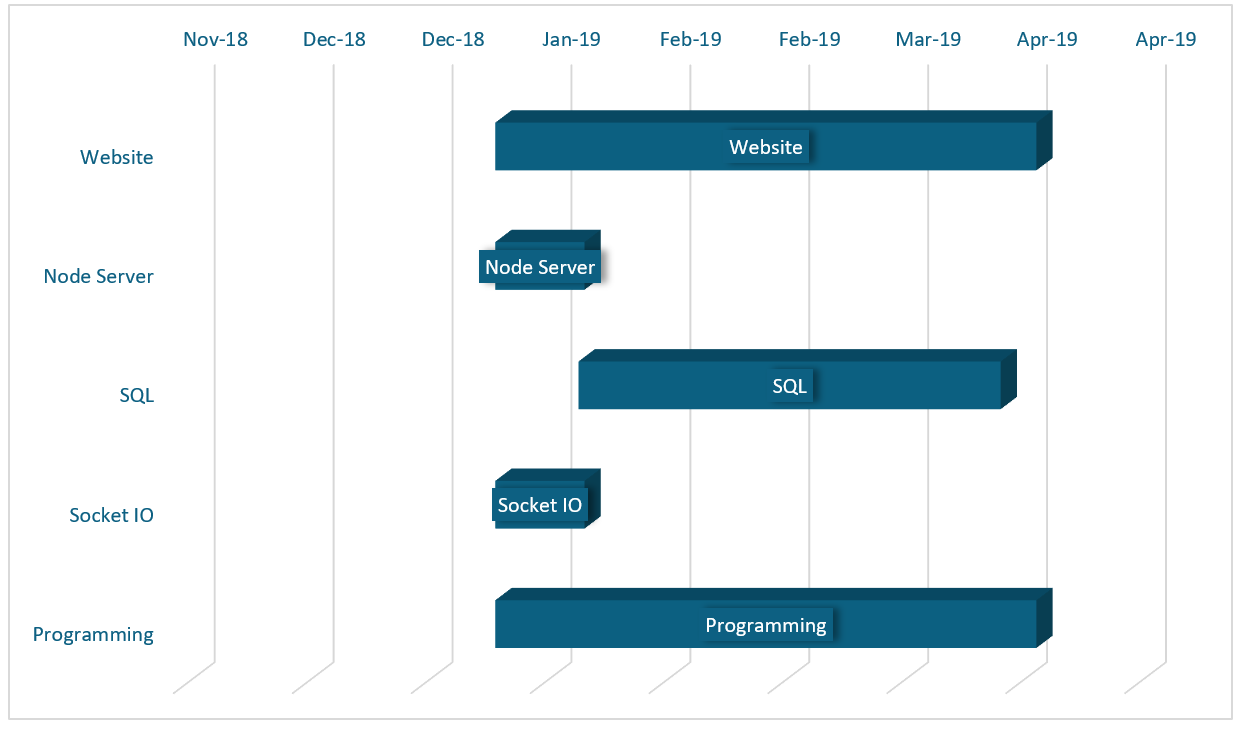 Nov-18 Dec-18 Dec-18 Jan-19 Feb-19 Feb-19 Mar-19 Apr-19 Apr-19
Website Website
Node Server Node Server
SQL SQL
Socket IO Socket IO
Programming Programming